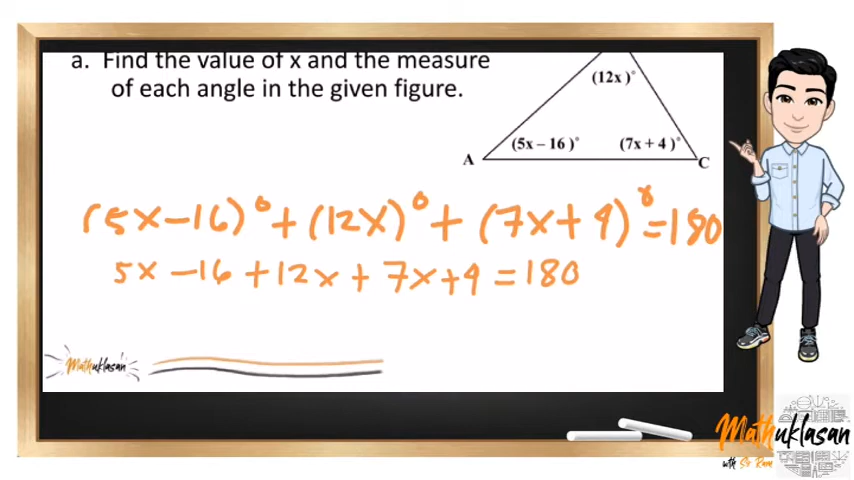 a. Find the value of x and the measure
of each angle in the given figure.
(12x)°
(5x – 16)°
(7x + 4)°
A
C
(5x-16)° + (12x)° + (7x+4)° = 180
5x - 16 + 12x + 7x + 4 = 180
Mathuklasan
Mathuklasan
with Sir Ram